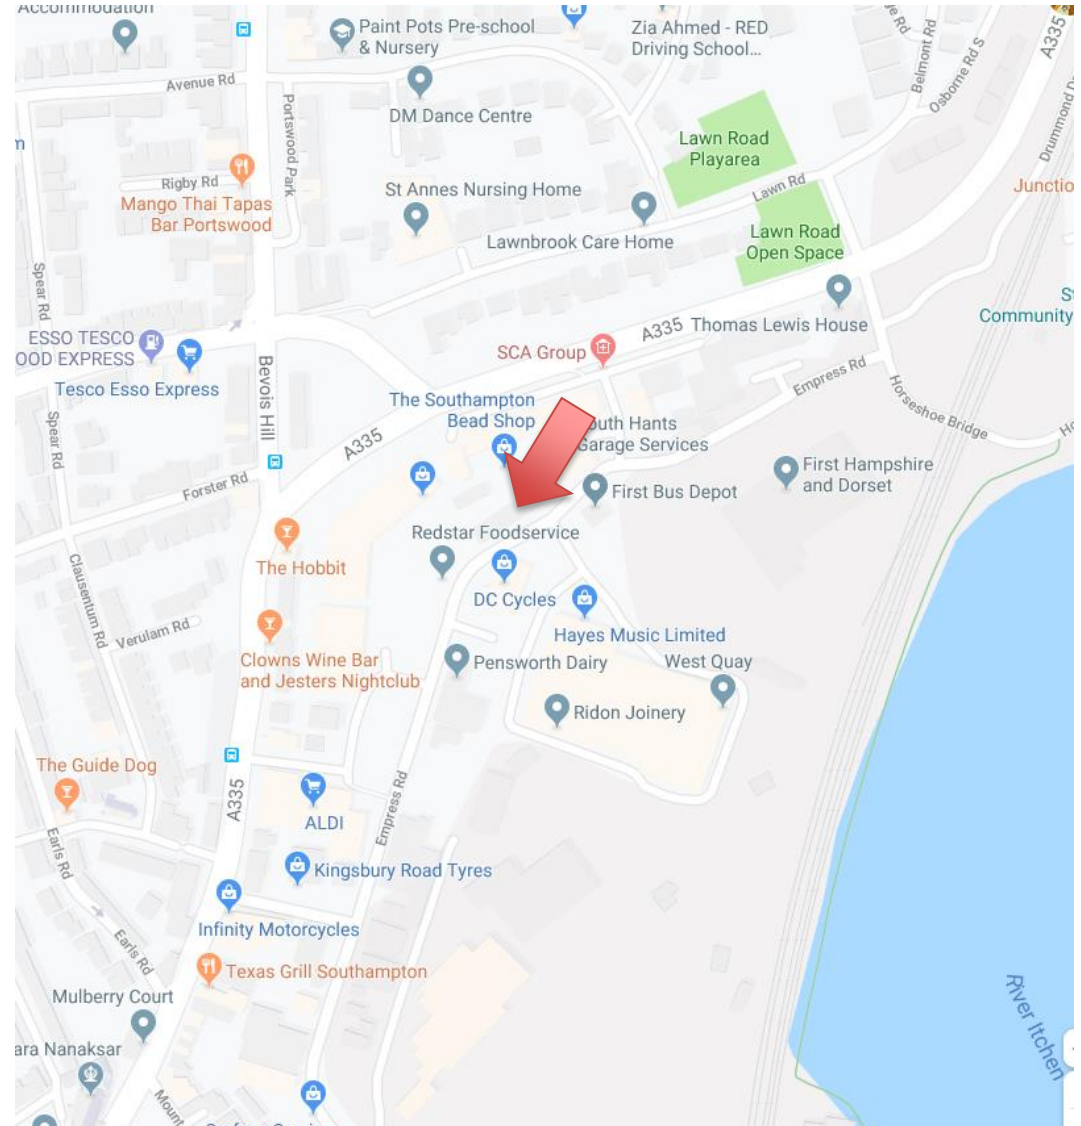 Accommodation
Paint Pots Pre-school
& Nursery
Zia Ahmed - RED
Driving School...
Belmont Rd
Osborne Rd S
A335
Avenue Rd
Portswood Park
DM Dance Centre
Drummond
Lawn Road
Playarea
Rigby Rd
Mango Thai Tapas
Bar Portswood
St Annes Nursing Home
Lawn Rd
Junctio
Lawnbrook Care Home
Lawn Road
Open Space
Spear Rd
Community
ESSO TESCO
OOD EXPRESS
Tesco Esso Express
Bevois Hill
SCA Group
A335
Thomas Lewis House
Empress Rd
Horseshoe Bridge
The Southampton
Bead Shop
outh Hants
Garage Services
Spear Rd
A335
Forster Rd
First Bus Depot
First Hampshire
and Dorset
Redstar Foodservice
The Hobbit
DC Cycles
Clausentum Rd
Verulam Rd
Hayes Music Limited
Clowns Wine Bar
and Jesters Nightclub
Pensworth Dairy
West Quay
Ridon Joinery
The Guide Dog
A335
ALDI
Empress Rd
Earls Rd
Kingsbury Road Tyres
Infinity Motorcycles
Earls Rd
Texas Grill Southampton
Mulberry Court
River Itchen
ara Nanaksar
Mount